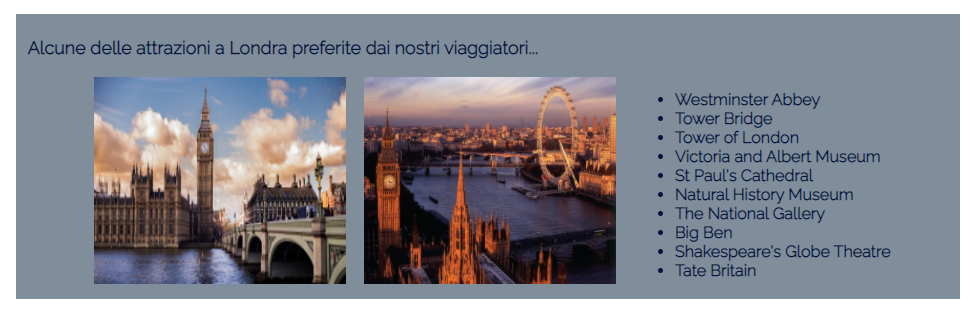 Alcune delle attrazioni a Londra preferite dai nostri viaggiatori...
Westminster Abbey
Tower Bridge
Tower of London
Victoria and Albert Museum
St Paul's Cathedral
Natural History Museum
The National Gallery
Big Ben
Shakespeare's Globe Theatre
Tate Britain